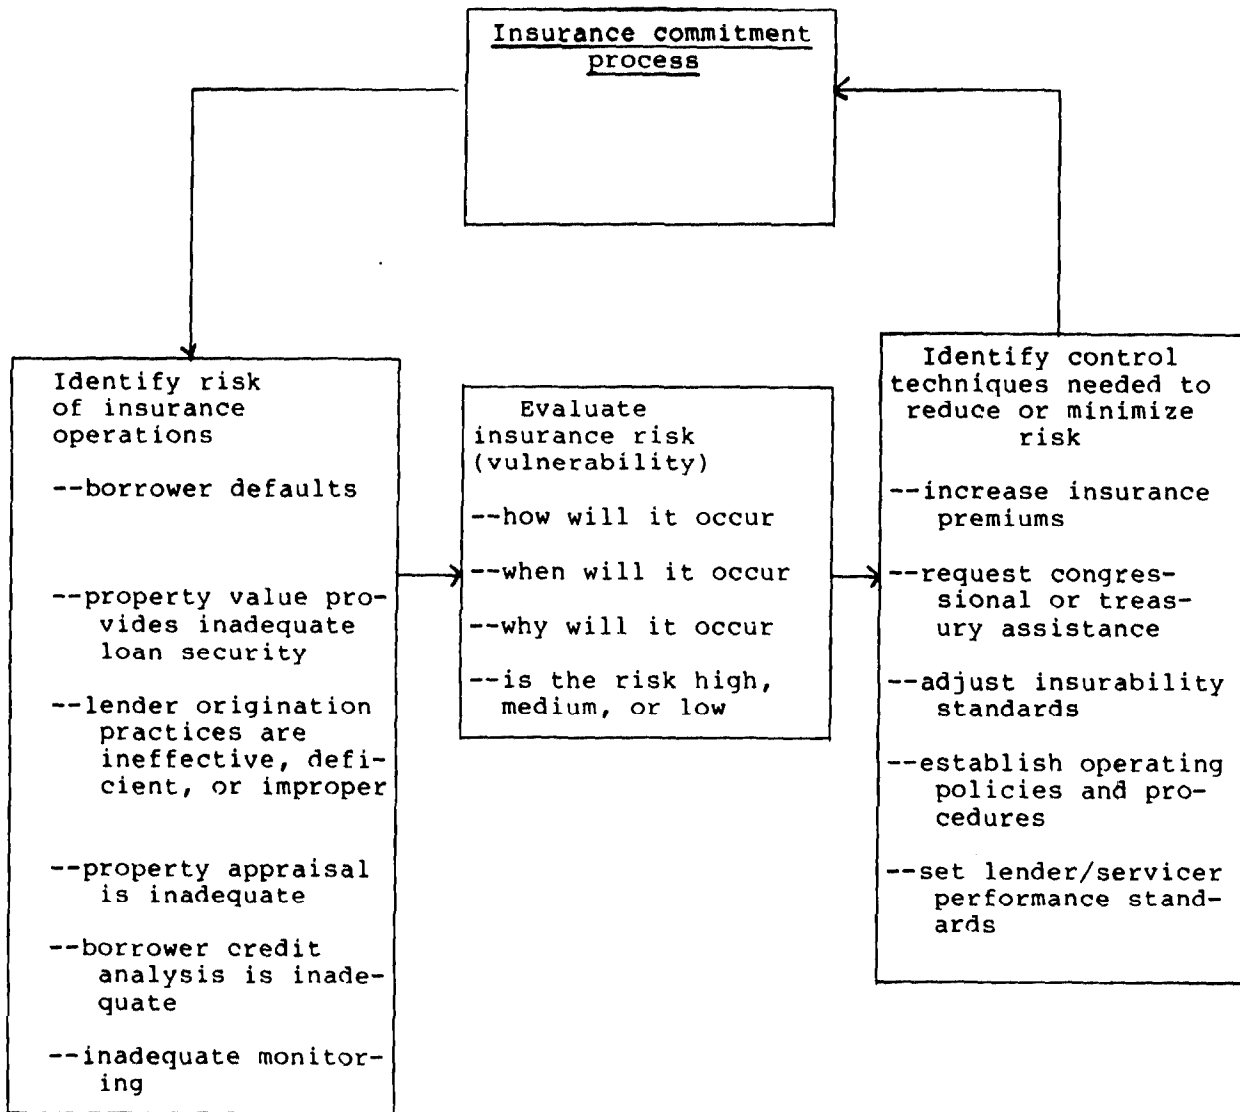 Insurance commitment
process
Identify risk
of insurance
operations
--borrower defaults
--property value pro-
vides inadequate
loan security
--lender origination
practices are
ineffective, defi-
cient, or improper
--property appraisal
is inadequate
--borrower credit
analysis is inade-
quate
--inadequate monitor-
ing
Evaluate
insurance risk
(vulnerability)
--how will it occur
--when will it occur
--why will it occur
--is the risk high,
medium, or low
Identify control
techniques needed to
reduce or minimize
risk
--increase insurance
premiums
--request congres-
sional or treas-
ury assistance
--adjust insurability
standards
--establish operating
policies and pro-
cedures
--set lender/servicer
performance stand-
ards